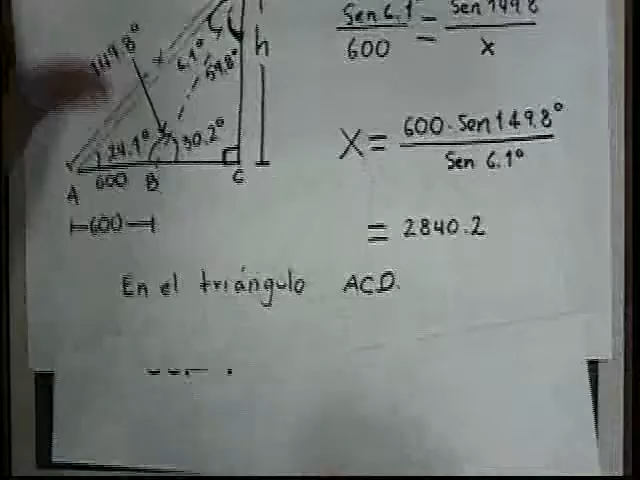 Sen 6.1° = Sen 149.8
600 x
149.8°
x
6.1°
59.8°
h
24.1°
30.2°
A 600 B C
600
X = 600·Sen 149.8°
Sen 6.1°
= 2840.2
En el triángulo ACD.